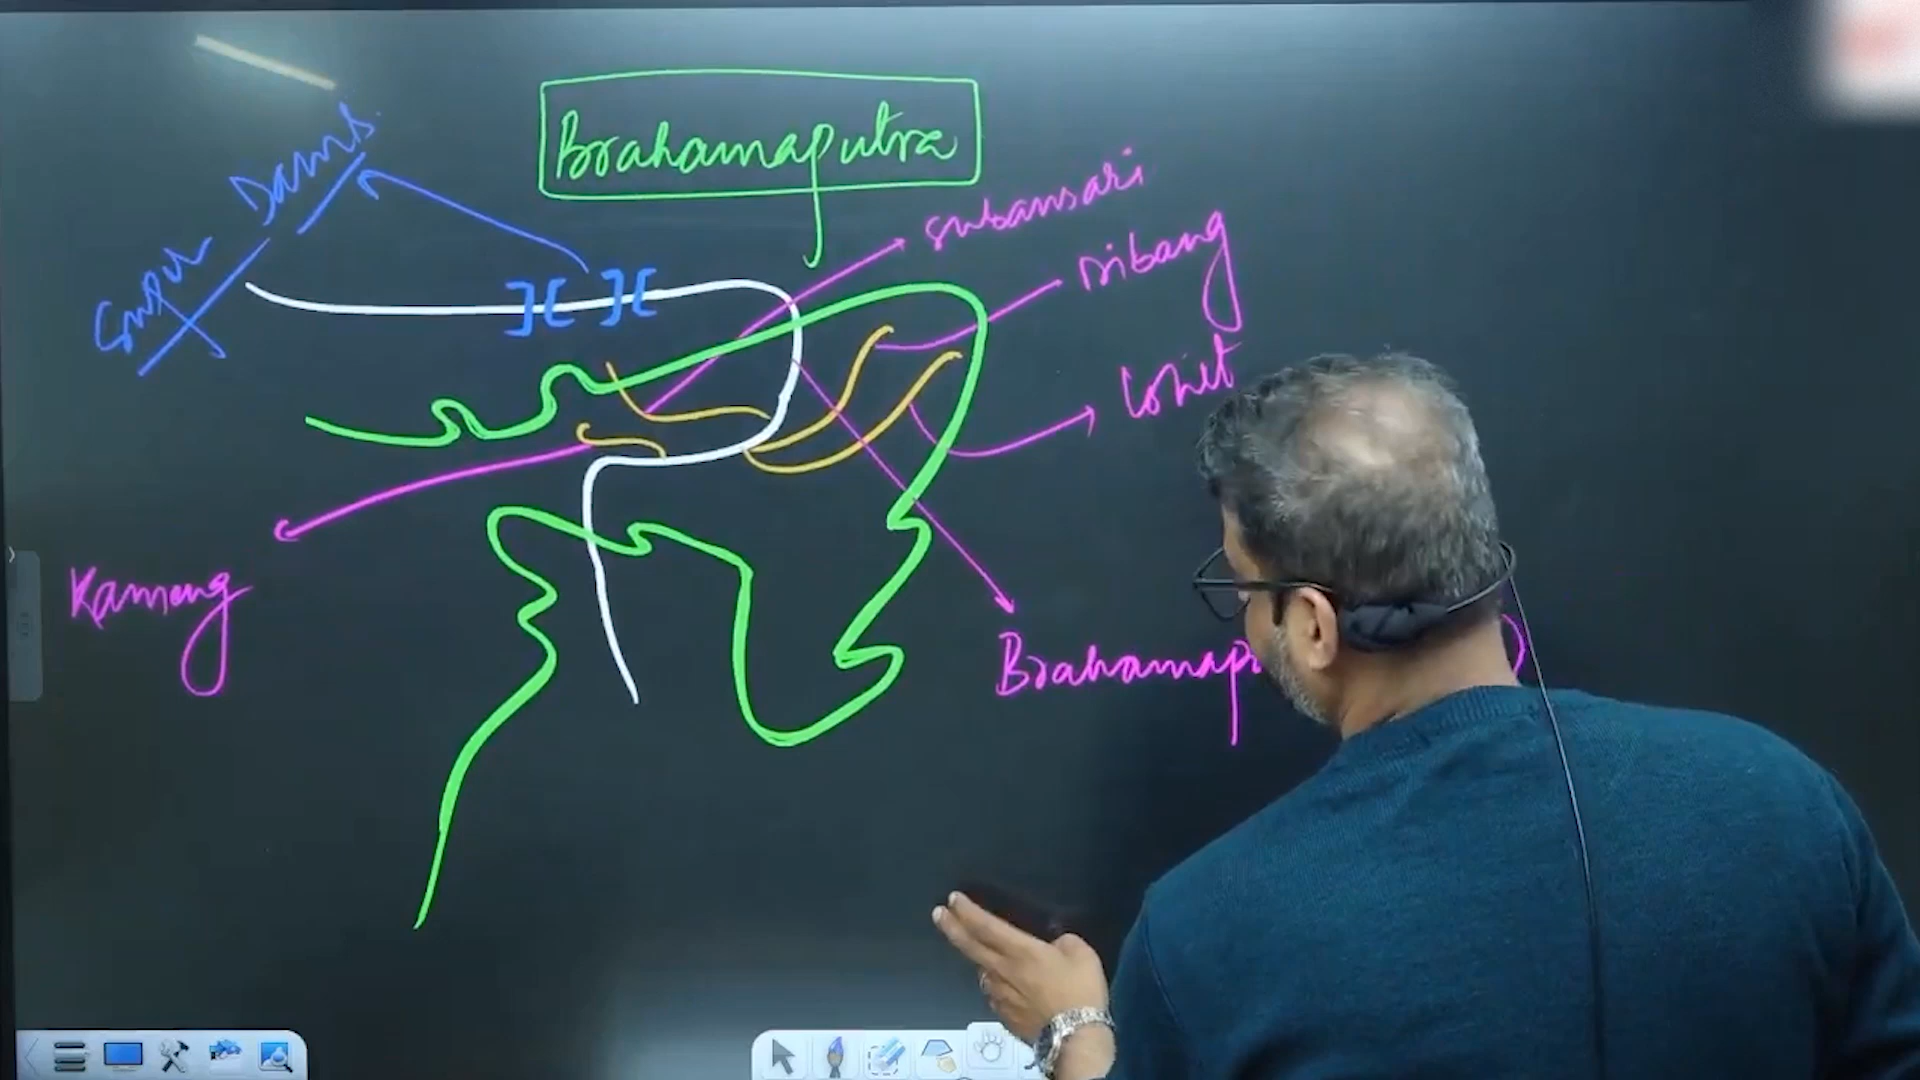 Brahamaputra
Dams.
Super
subansari
Dibang
Lohit
Kameng
Brahamap